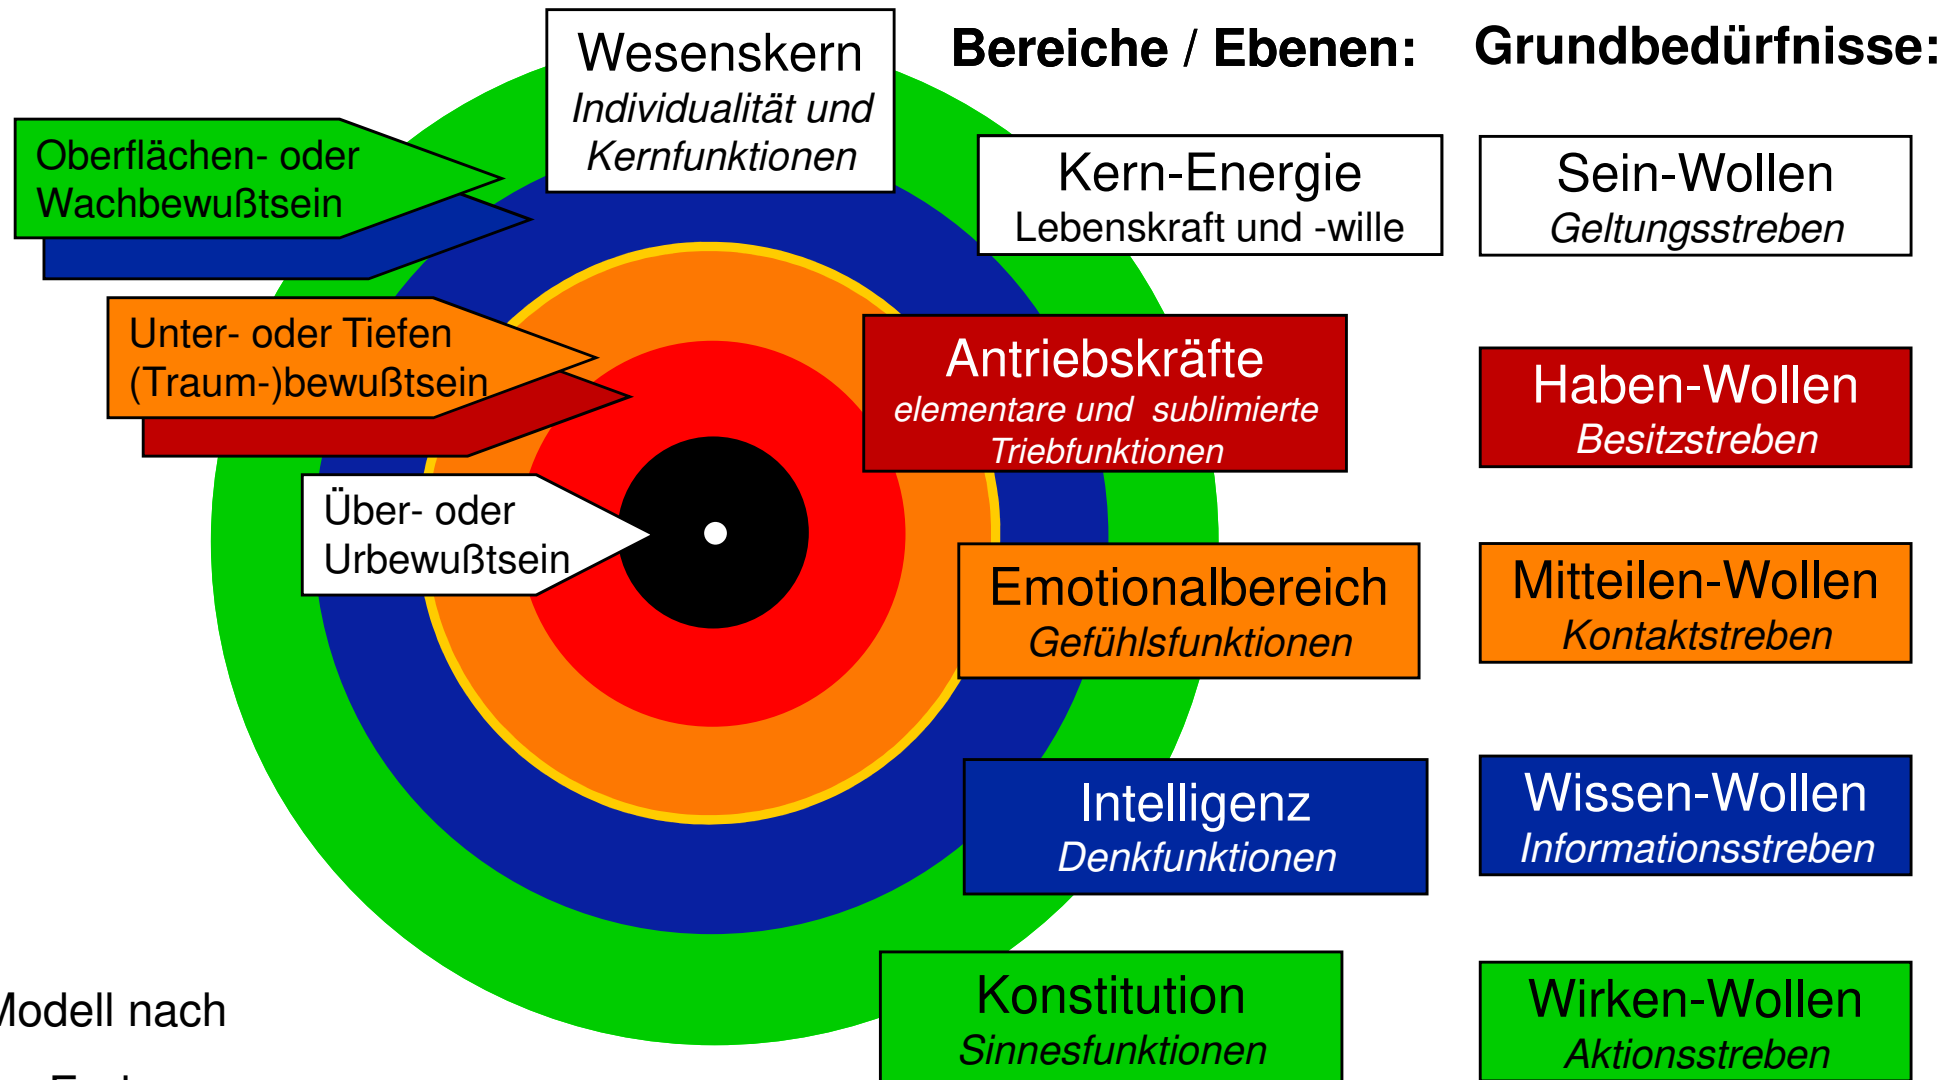 Wesenskern
Individualität und
Kernfunktionen
Bereiche / Ebenen:
Grundbedürfnisse:
Oberflächen- oder
Wachbewußtsein
Kern-Energie
Lebenskraft und -wille
Sein-Wollen
Geltungsstreben
Unter- oder Tiefen
(Traum-)bewußtsein
Antriebskräfte
elementare und sublimierte
Triebfunktionen
Haben-Wollen
Besitzstreben
Über- oder
Urbewußtsein
Emotionalbereich
Gefühlsfunktionen
Mitteilen-Wollen
Kontaktstreben
Intelligenz
Denkfunktionen
Wissen-Wollen
Informationsstreben
Konstitution
Sinnesfunktionen
Wirken-Wollen
Aktionsstreben
Modell nach